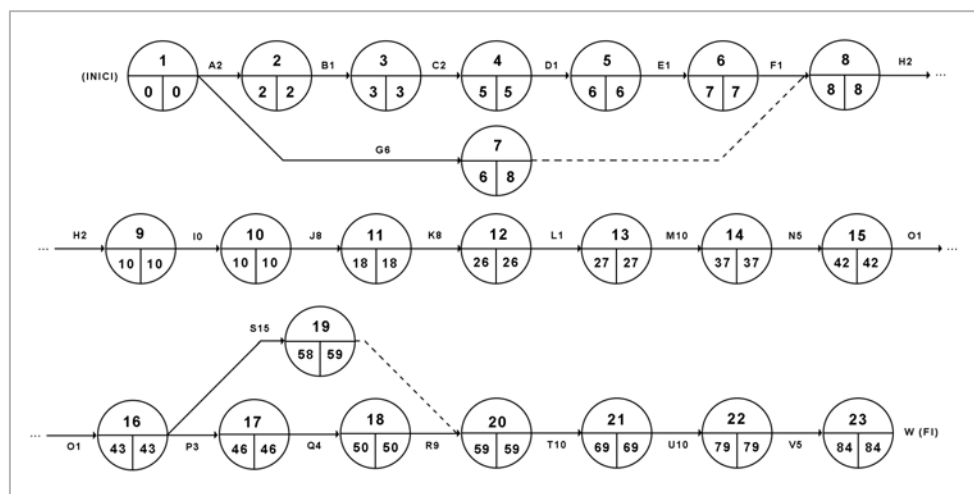 1 2 3 4 5 6 8
(INICI) A2 B1 C2 D1 E1 F1 H2 ...
0 0 2 2 3 3 5 5 6 6 7 7 8 8
7
G6
6 8
9 10 11 12 13 14 15
... H2 I0 J8 K8 L1 M10 N5 O1 ...
10 10 10 10 18 18 26 26 27 27 37 37 42 42
19
S15
58 59
16 17 18 20 21 22 23
... O1 P3 Q4 R9 T10 U10 V5 W (FI)
43 43 46 46 50 50 59 59 69 69 79 79 84 84